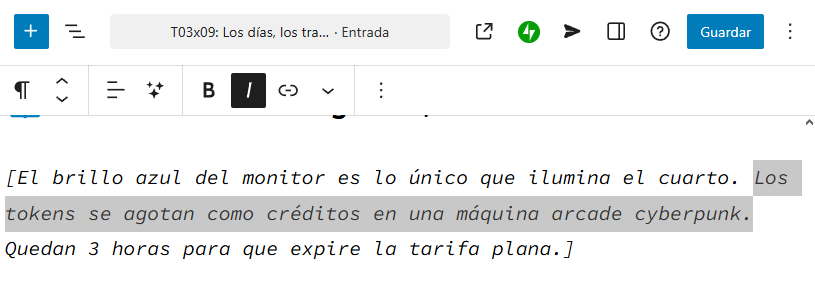 T03x09: Los días, los tra... · Entrada
Guardar
B I
[El brillo azul del monitor es lo único que ilumina el cuarto. Los
tokens se agotan como créditos en una máquina arcade cyberpunk.
Quedan 3 horas para que expire la tarifa plana.]